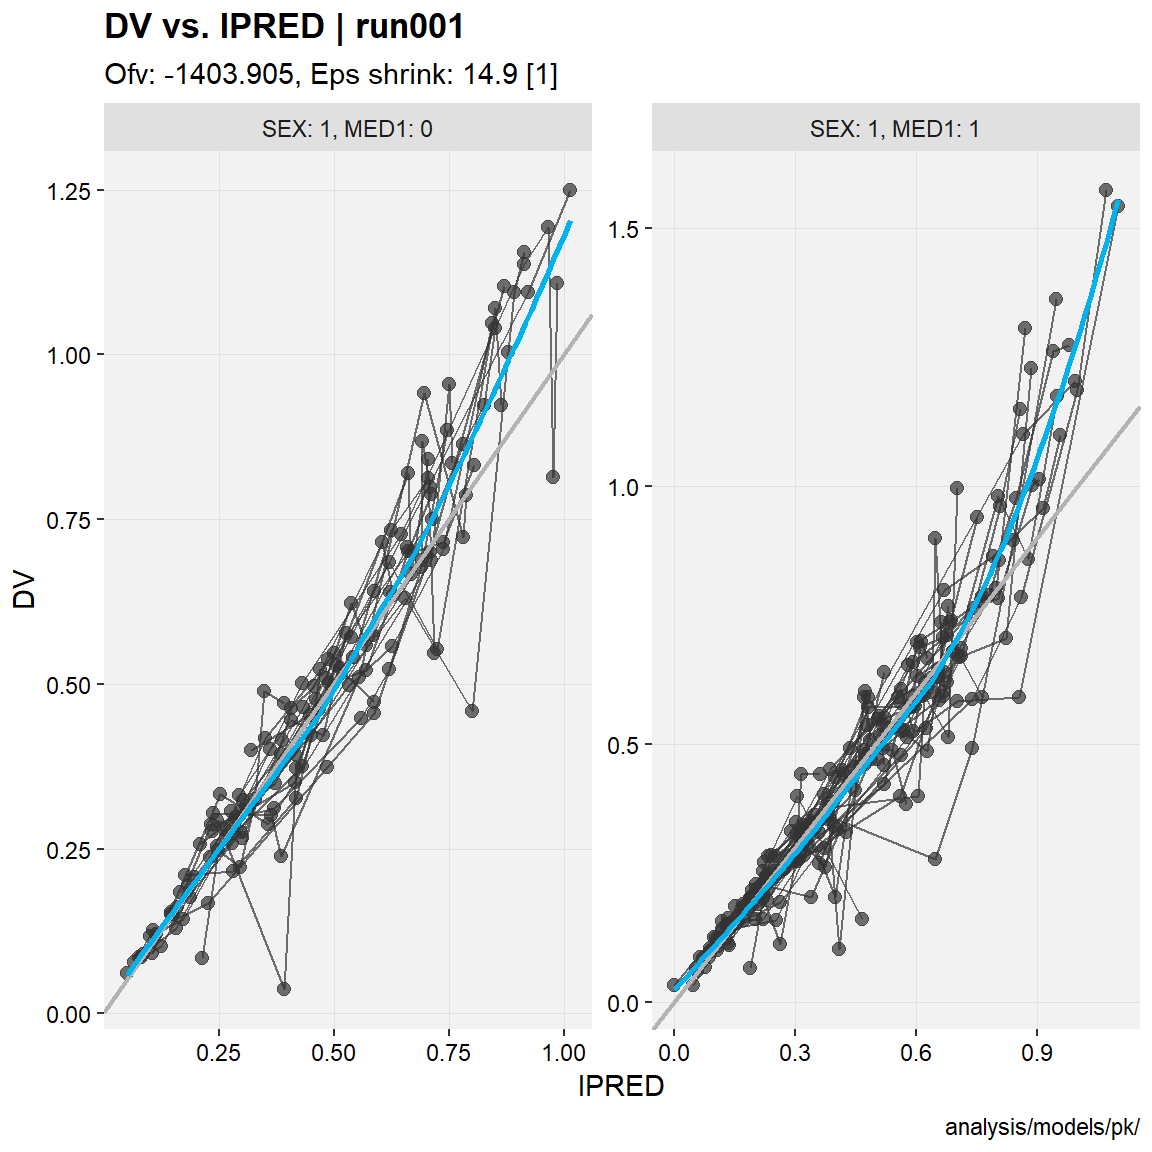 DV vs. IPRED | run001
Ofv: -1403.905, Eps shrink: 14.9 [1]
SEX: 1, MED1: 0
SEX: 1, MED1: 1
1.25
1.00
0.75
0.50
0.25
0.00
1.5
1.0
0.5
0.0
DV
0.25 0.50 0.75 1.00
0.0 0.3 0.6 0.9
IPRED
analysis/models/pk/